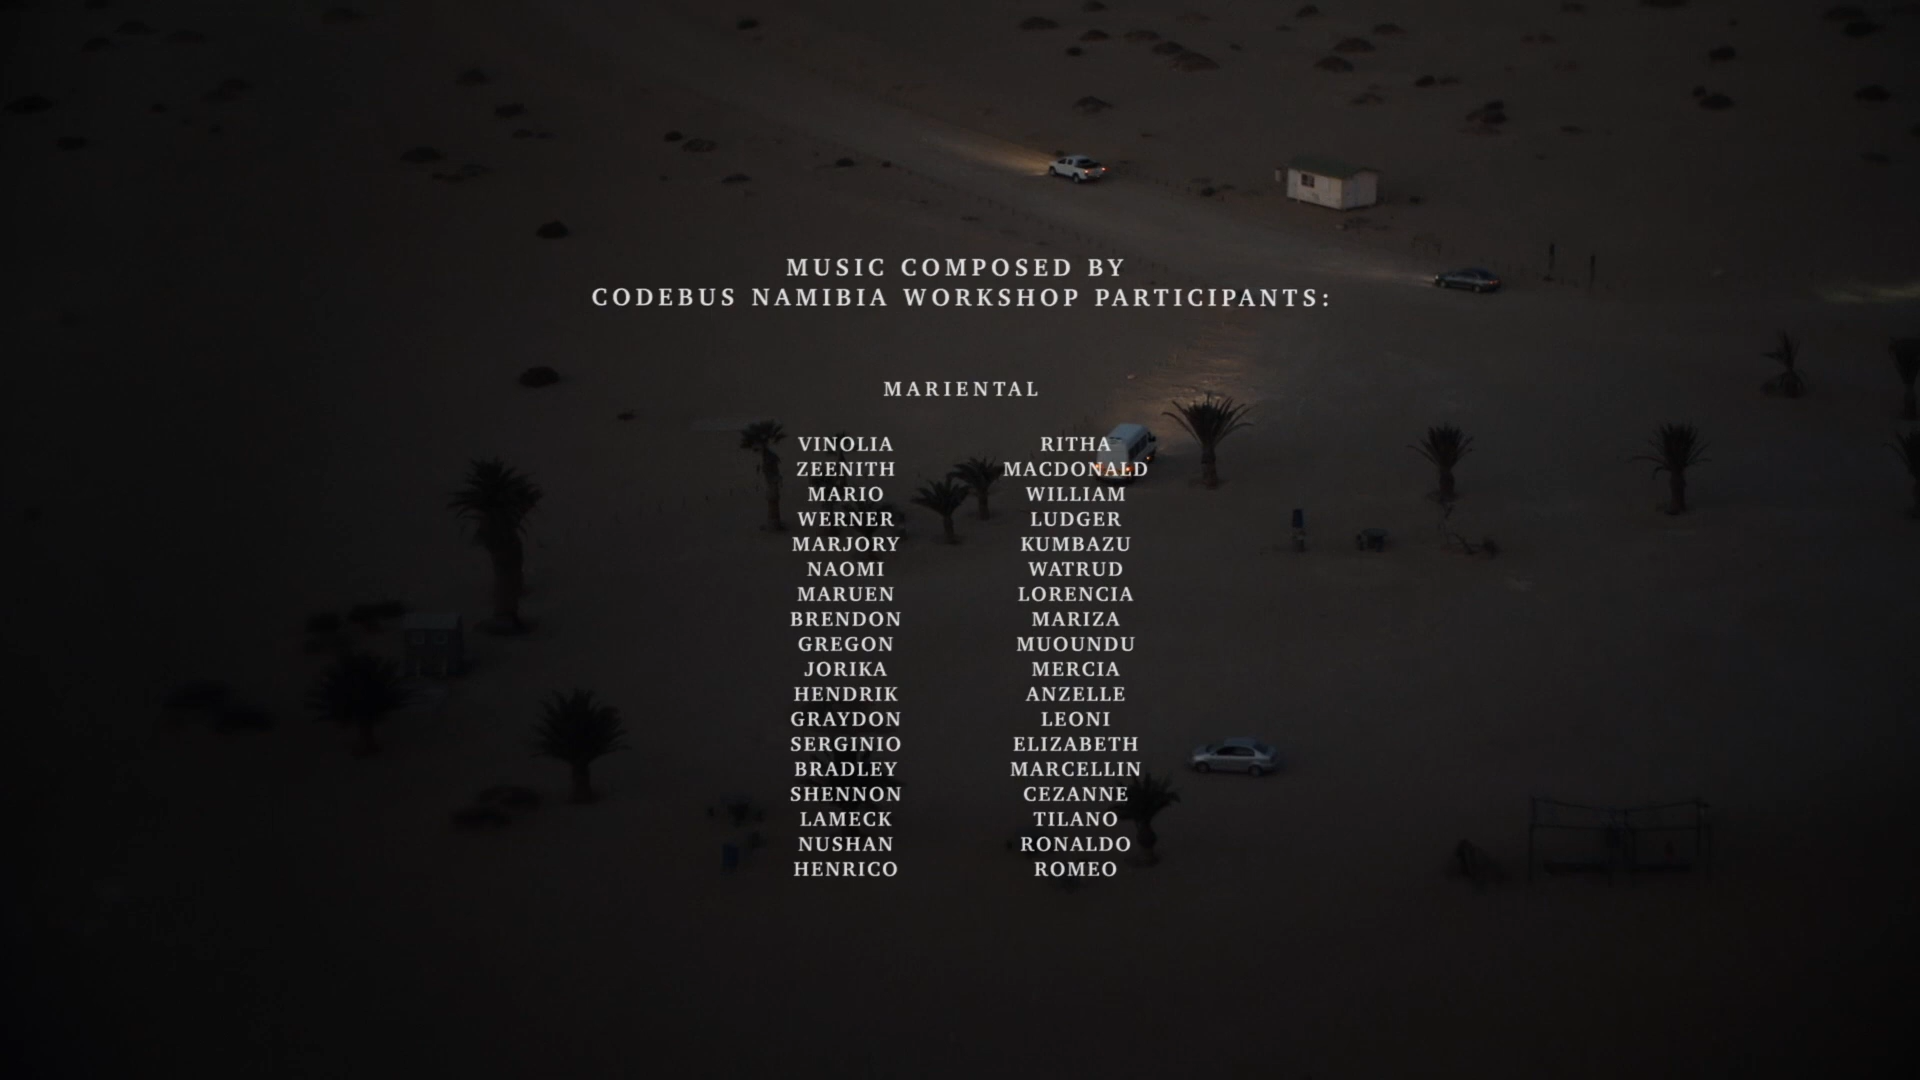 MUSIC COMPOSED BY
CODEBUS NAMIBIA WORKSHOP PARTICIPANTS:
MARIENTAL
VINOLIA
ZEENITH
MARIO
WERNER
MARJORY
NAOMI
MARUEN
BRENDON
GREGON
JORIKA
HENDRIK
GRAYDON
SERGINIO
BRADLEY
SHENNON
LAMECK
NUSHAN
HENRICO
RITHA
MACDONALD
WILLIAM
LUDGER
KUMBAZU
WATRUD
LORENCIA
MARIZA
MUOUNDU
MERCIA
ANZELLE
LEONI
ELIZABETH
MARCELLIN
CEZANNE
TILANO
RONALDO
ROMEO